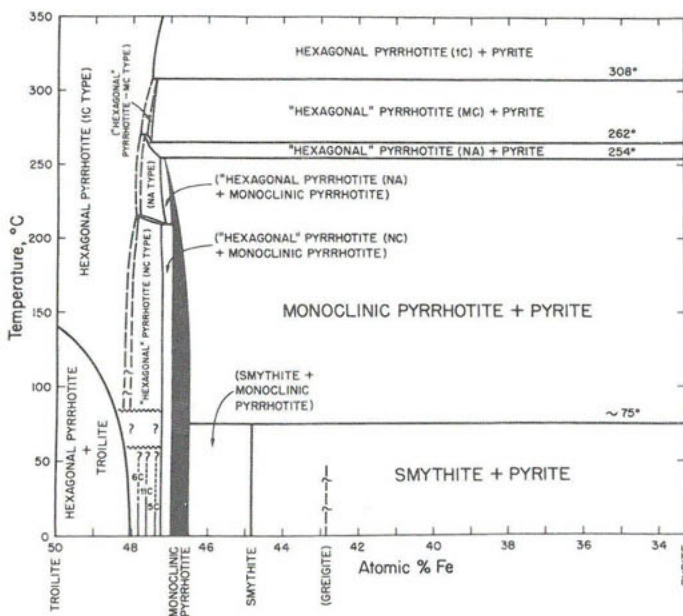 350
300
250
200
150
100
50
0
Temperature, °C
50
48
46
44
42
40
38
36
34
Atomic % Fe
HEXAGONAL PYRRHOTITE (1C) + PYRITE
308°
"HEXAGONAL" PYRRHOTITE (MC) + PYRITE
262°
"HEXAGONAL" PYRRHOTITE (NA) + PYRITE
254°
HEXAGONAL PYRRHOTITE (1C TYPE)
("HEXAGONAL"
PYRRHOTITE – MC TYPE)
(NA TYPE)
("HEXAGONAL PYRRHOTITE (NA)
+ MONOCLINIC PYRRHOTITE)
("HEXAGONAL" PYRRHOTITE (NC)
+ MONOCLINIC PYRRHOTITE)
"HEXAGONAL" PYRRHOTITE (NC TYPE)
MONOCLINIC PYRRHOTITE + PYRITE
(SMYTHITE +
MONOCLINIC
PYRRHOTITE)
~75°
HEXAGONAL PYRRHOTITE
+
TROILITE
? ?
? ?
? ? ?
6C
11C
5C
SMYTHITE + PYRITE
?
?
TROILITE
MONOCLINIC
PYRRHOTITE
SMYTHITE
(GREIGITE)